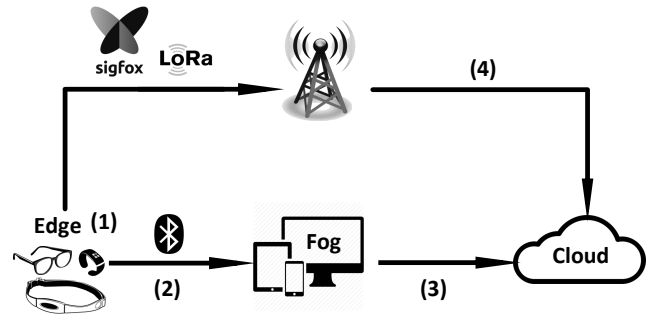 sigfox
LoRa
(4)
Edge (1)
Fog
Cloud
(2)
(3)